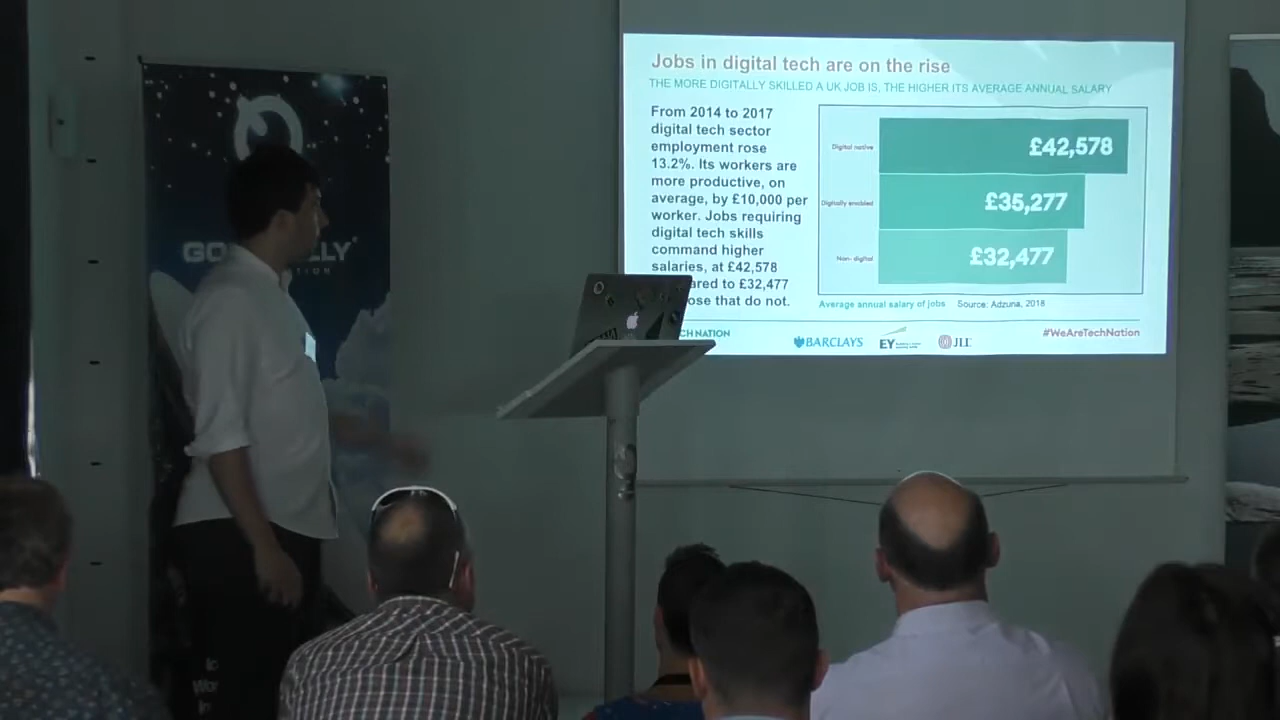 Jobs in digital tech are on the rise
THE MORE DIGITALLY SKILLED A UK JOB IS, THE HIGHER ITS AVERAGE ANNUAL SALARY
From 2014 to 2017
digital tech sector
employment rose
13.2%. Its workers are
more productive, on
average, by £10,000 per
worker. Jobs requiring
digital tech skills
command higher
salaries, at £42,578
ared to £32,477
ose that do not.
Digital native
£42,578
Digitally enabled
£35,277
Non-digital
£32,477
Average annual salary of jobs Source: Adzuna, 2018
CH NATION
BARCLAYS
EY
JLL
#WeAreTechNation
GO LLY
TION